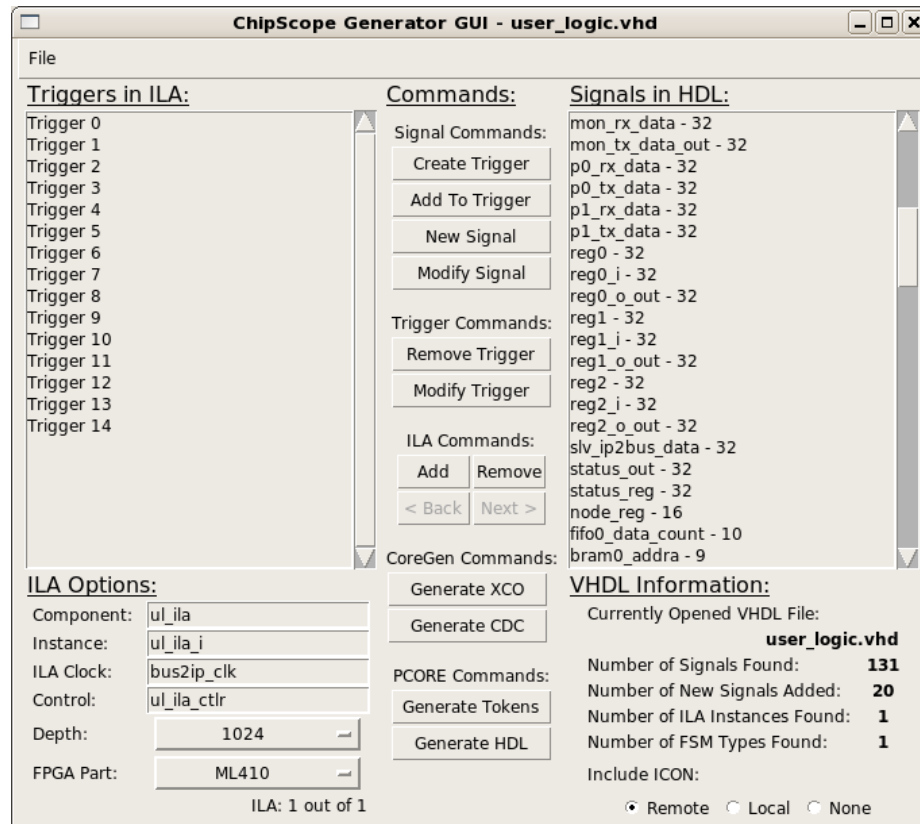 ChipScope Generator GUI - user_logic.vhd
File
Triggers in ILA:
Trigger 0
Trigger 1
Trigger 2
Trigger 3
Trigger 4
Trigger 5
Trigger 6
Trigger 7
Trigger 8
Trigger 9
Trigger 10
Trigger 11
Trigger 12
Trigger 13
Trigger 14
ILA Options:
Component: ul_ila
Instance: ul_ila_i
ILA Clock: bus2ip_clk
Control: ul_ila_ctlr
Depth: 1024
FPGA Part: ML410
ILA: 1 out of 1
Commands:
Signal Commands:
Create Trigger
Add To Trigger
New Signal
Modify Signal
Trigger Commands:
Remove Trigger
Modify Trigger
ILA Commands:
Add Remove
< Back Next >
CoreGen Commands:
Generate XCO
Generate CDC
PCORE Commands:
Generate Tokens
Generate HDL
Signals in HDL:
mon_rx_data - 32
mon_tx_data_out - 32
p0_rx_data - 32
p0_tx_data - 32
p1_rx_data - 32
p1_tx_data - 32
reg0 - 32
reg0_i - 32
reg0_o_out - 32
reg1 - 32
reg1_i - 32
reg1_o_out - 32
reg2 - 32
reg2_i - 32
reg2_o_out - 32
slv_ip2bus_data - 32
status_out - 32
status_reg - 32
node_reg - 16
fifo0_data_count - 10
bram0_addra - 9
VHDL Information:
Currently Opened VHDL File:
user_logic.vhd
Number of Signals Found: 131
Number of New Signals Added: 20
Number of ILA Instances Found: 1
Number of FSM Types Found: 1
Include ICON:
Remote Local None